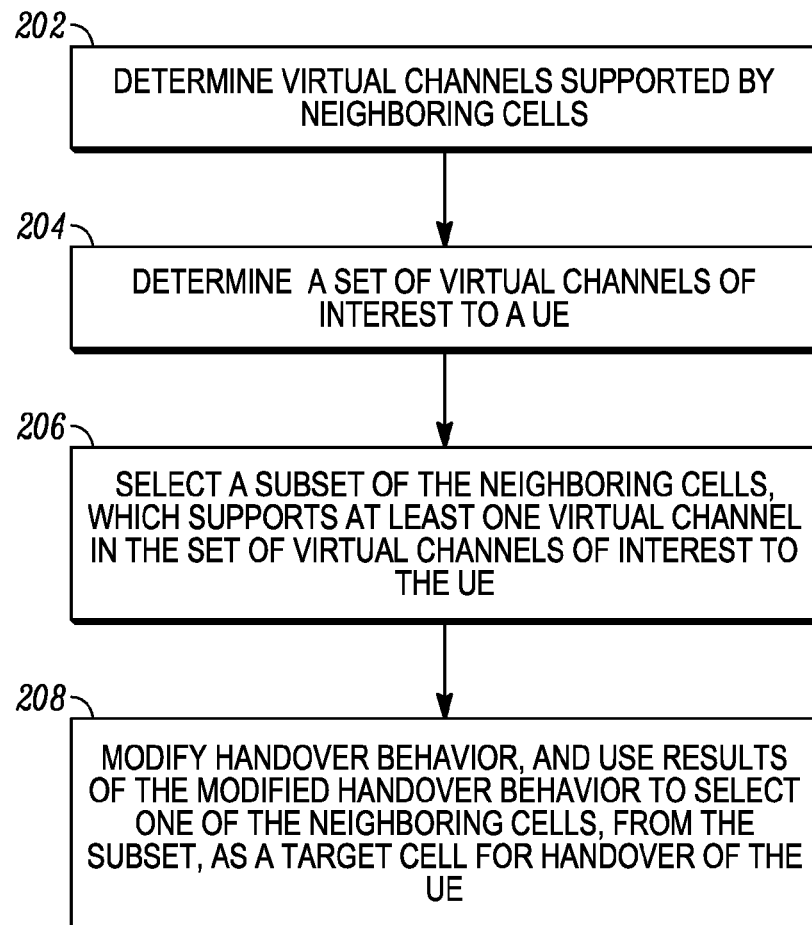 202
DETERMINE VIRTUAL CHANNELS SUPPORTED BY
NEIGHBORING CELLS
204
DETERMINE A SET OF VIRTUAL CHANNELS OF
INTEREST TO A UE
206
SELECT A SUBSET OF THE NEIGHBORING CELLS,
WHICH SUPPORTS AT LEAST ONE VIRTUAL CHANNEL
IN THE SET OF VIRTUAL CHANNELS OF INTEREST TO
THE UE
208
MODIFY HANDOVER BEHAVIOR, AND USE RESULTS
OF THE MODIFIED HANDOVER BEHAVIOR TO SELECT
ONE OF THE NEIGHBORING CELLS, FROM THE
SUBSET, AS A TARGET CELL FOR HANDOVER OF THE
UE